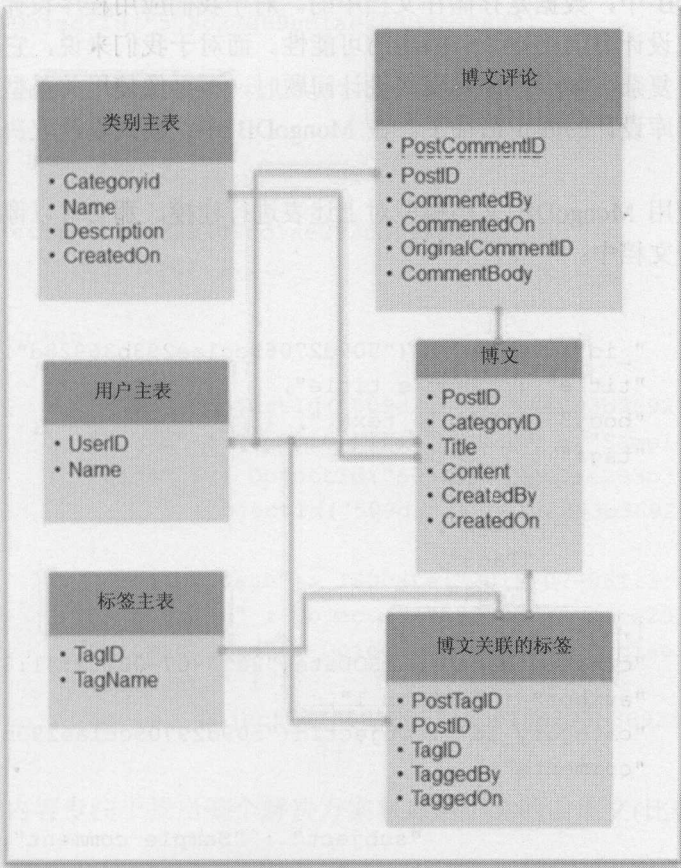 类别主表
• Categoryid
• Name
• Description
• CreatedOn
博文评论
• PostCommentID
• PostID
• CommentedBy
• CommentedOn
• OriginalCommentID
• CommentBody
用户主表
• UserID
• Name
博文
• PostID
• CategoryID
• Title
• Content
• CreatedBy
• CreatedOn
标签主表
• TagID
• TagName
博文关联的标签
• PostTagID
• PostID
• TagID
• TaggedBy
• TaggedOn